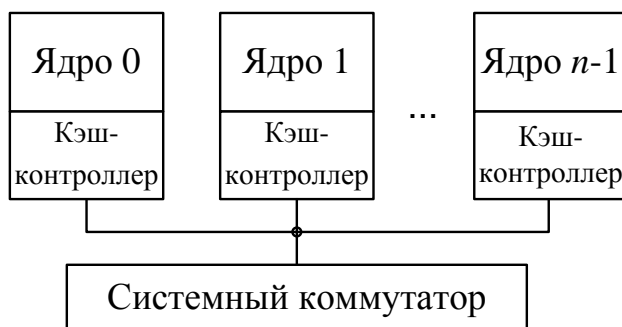 Ядро 0
Ядро 1
Ядро n-1
Кэш-
контроллер
Кэш-
контроллер
...
Кэш-
контроллер
Системный коммутатор